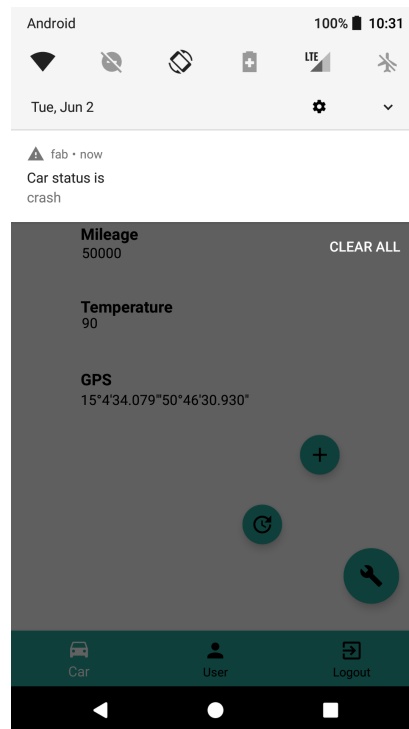 Android 100% 10:31
LTE
Tue, Jun 2
fab • now
Car status is
crash
CLEAR ALL
Mileage
50000
Temperature
90
GPS
15°4'34.079"'50°46'30.930"
Car User Logout